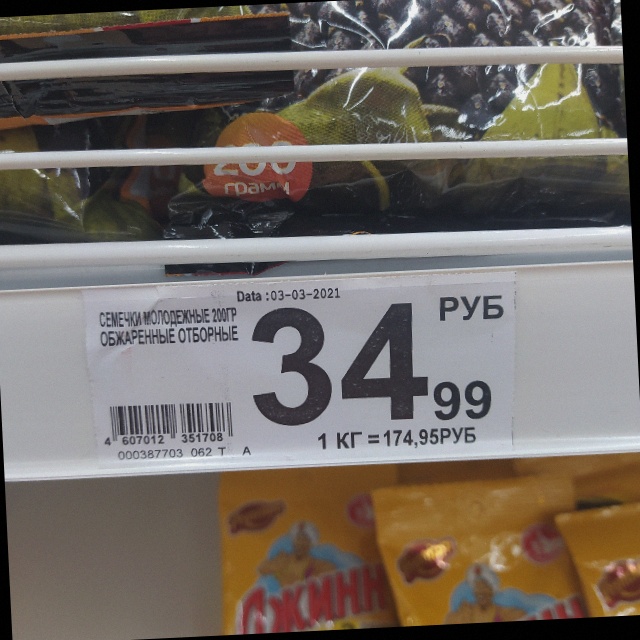 200
грамм
Data :03-03-2021
СЕМЕЧКИ МОЛОДЕЖНЫЕ 200ГР
ОБЖАРЕННЫЕ ОТБОРНЫЕ
34 99 РУБ
1 КГ = 174,95РУБ
4 607012 351708
000387703 062 Т А
ДЖИНН